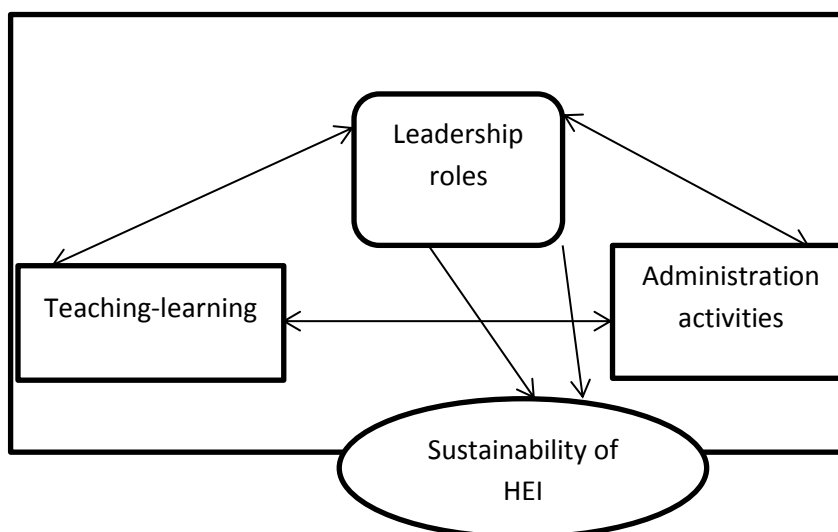 Leadership
roles
Teaching-learning
Administration
activities
Sustainability of
HEI